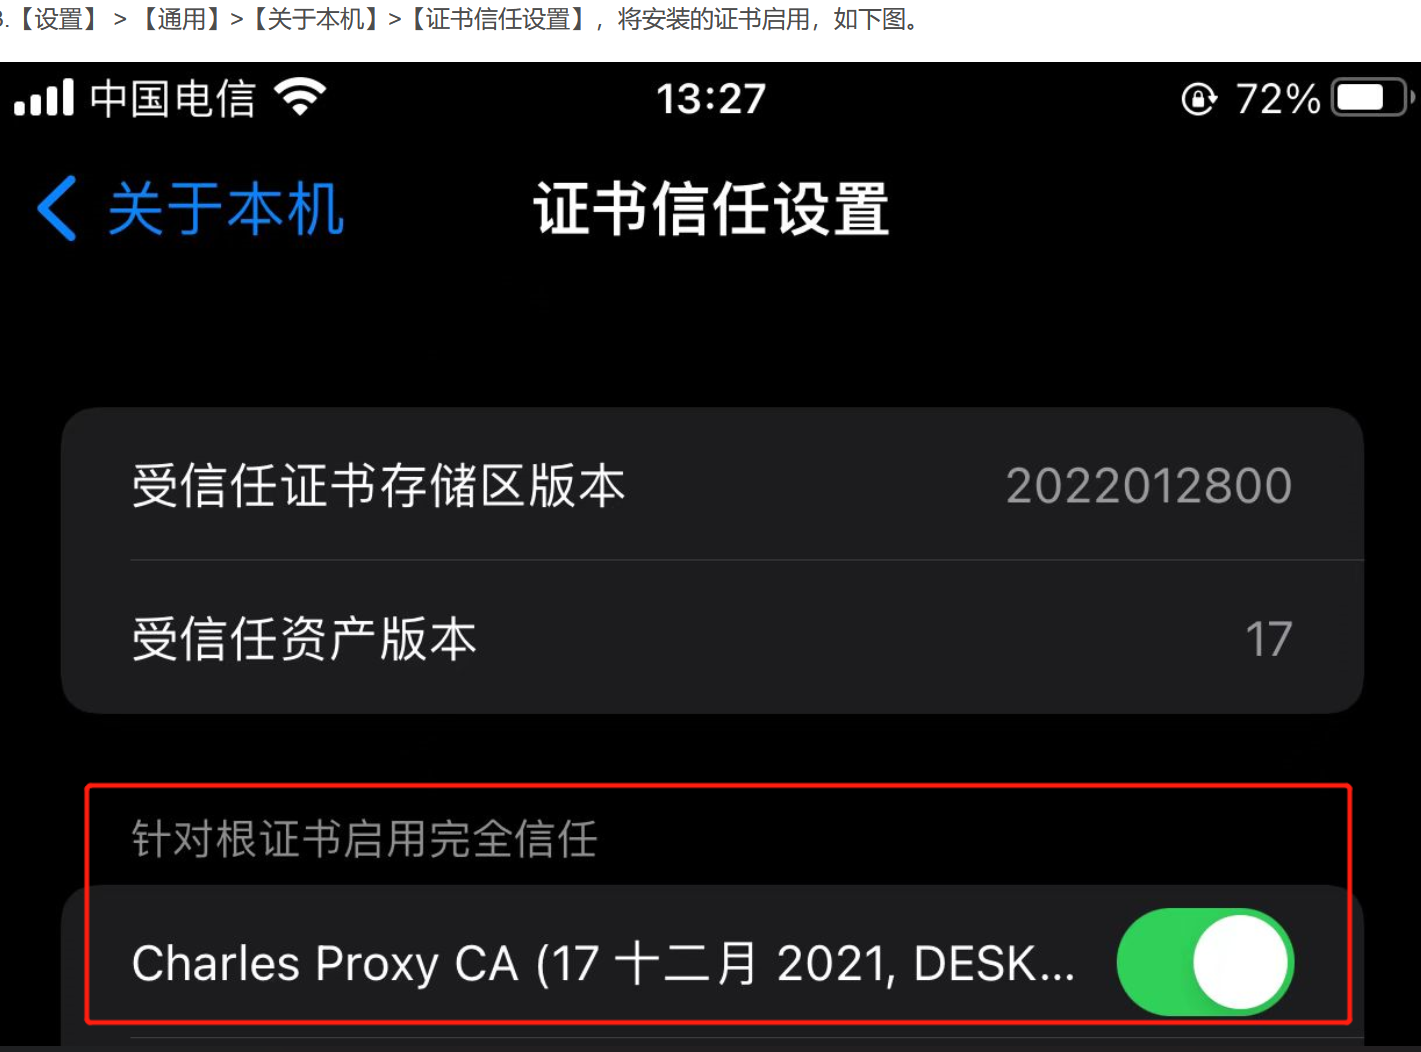 3.【设置】 > 【通用】>【关于本机】>【证书信任设置】，将安装的证书启用，如下图。
中国电信 13:27 72%
关于本机 证书信任设置
受信任证书存储区版本 2022012800
受信任资产版本 17
针对根证书启用完全信任
Charles Proxy CA (17 十二月 2021, DESK...